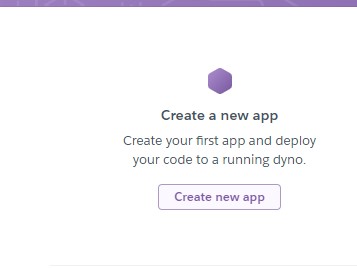 Create a new app
Create your first app and deploy
your code to a running dyno.
Create new app